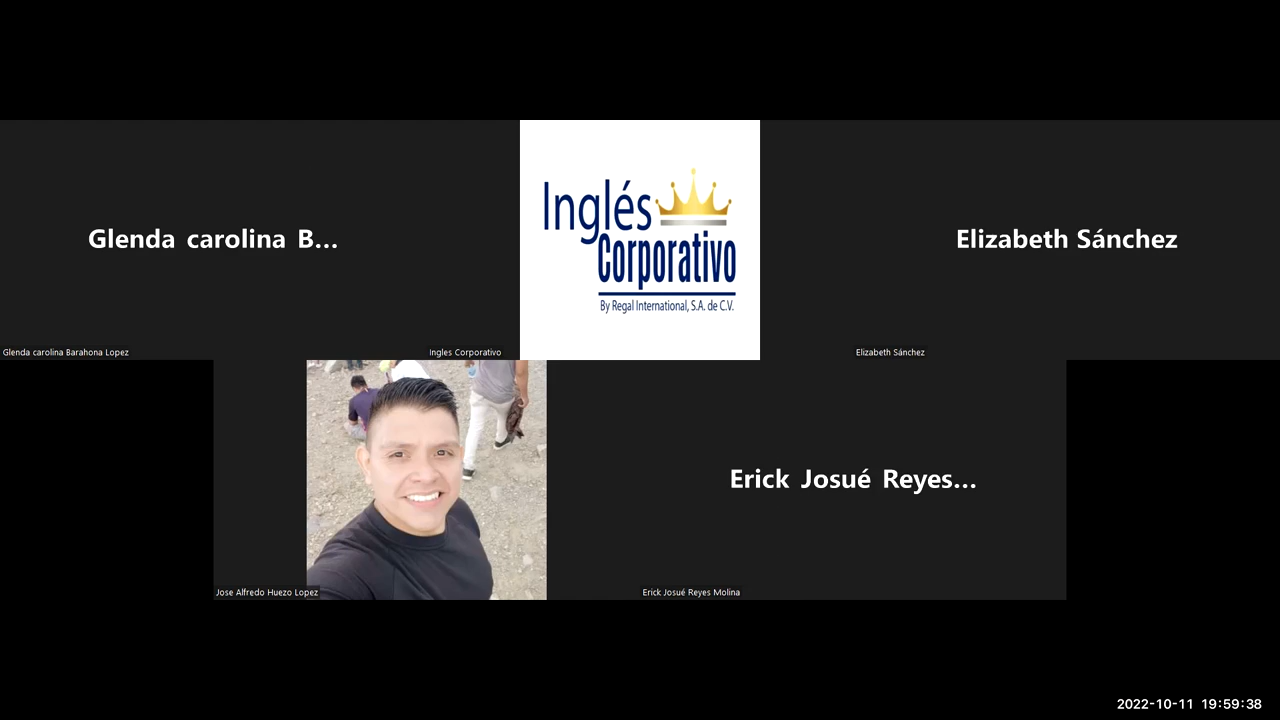 Glenda carolina B...
Inglés
Corporativo
By Regal International, S.A. de C.V.
Elizabeth Sánchez
Glenda carolina Barahona Lopez
Ingles Corporativo
Elizabeth Sánchez
Erick Josué Reyes...
Jose Alfredo Huezo Lopez
Erick Josué Reyes Molina
2022-10-11 19:59:38